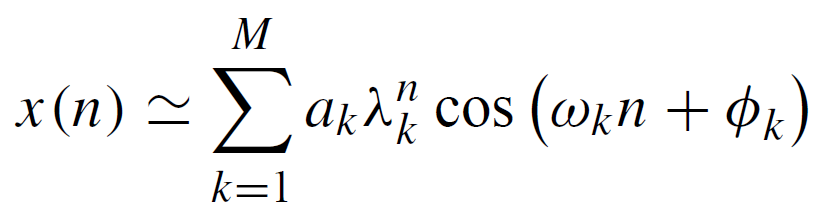 x(n) ≃ ∑_{k=1}^{M} a_k λ_k^n cos (ω_k n + ϕ_k)